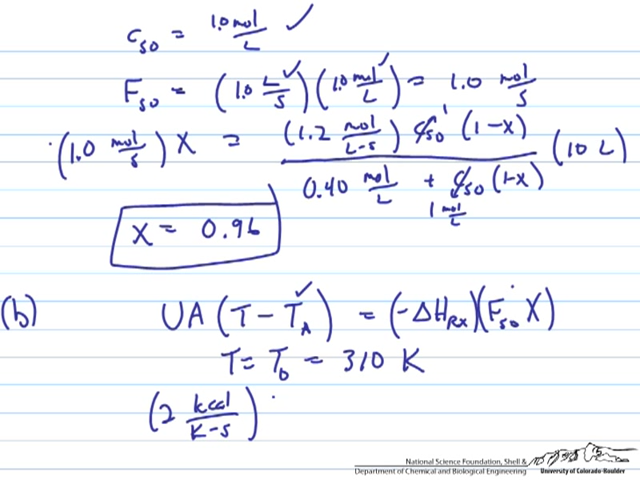 C_S0 = 1.0 mol/L ✓
F_S0 = (1.0 L/s ✓)(1.0 mol/L ✓) = 1.0 mol/s
(1.0 mol/s) X = (1.2 mol/L-s) C_S0 1 (1-X) / 0.40 mol/L + C_S0 (1-X) (10 L)
1 mol/L
X = 0.96
(b) UA (T - T_A ✓) = (-ΔH_RX)(F_S0 X)
T = T_0 = 310 K
(2 kcal/K-s)
National Science Foundation, Shell &
Department of Chemical and Biological Engineering
University of Colorado-Boulder